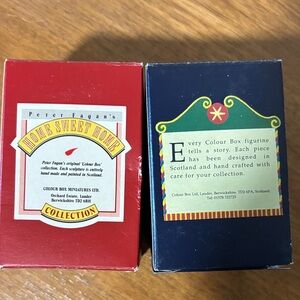 Peter Fagan's
HOME SWEET HOME
Peter Fagan's original 'Colour Box'
collection. Each sculpture is entirely
hand made and painted in Scotland.
COLOUR BOX MINIATURES LTD.
Orchard Estate, Lauder
Berwickshire TD2 6RH
COLLECTION
Every Colour Box figurine
tells a story. Each piece
has been designed in
Scotland and hand crafted with
care for your collection.
Colour Box Ltd, Lauder, Berwickshire, TD2 6PA, Scotland.